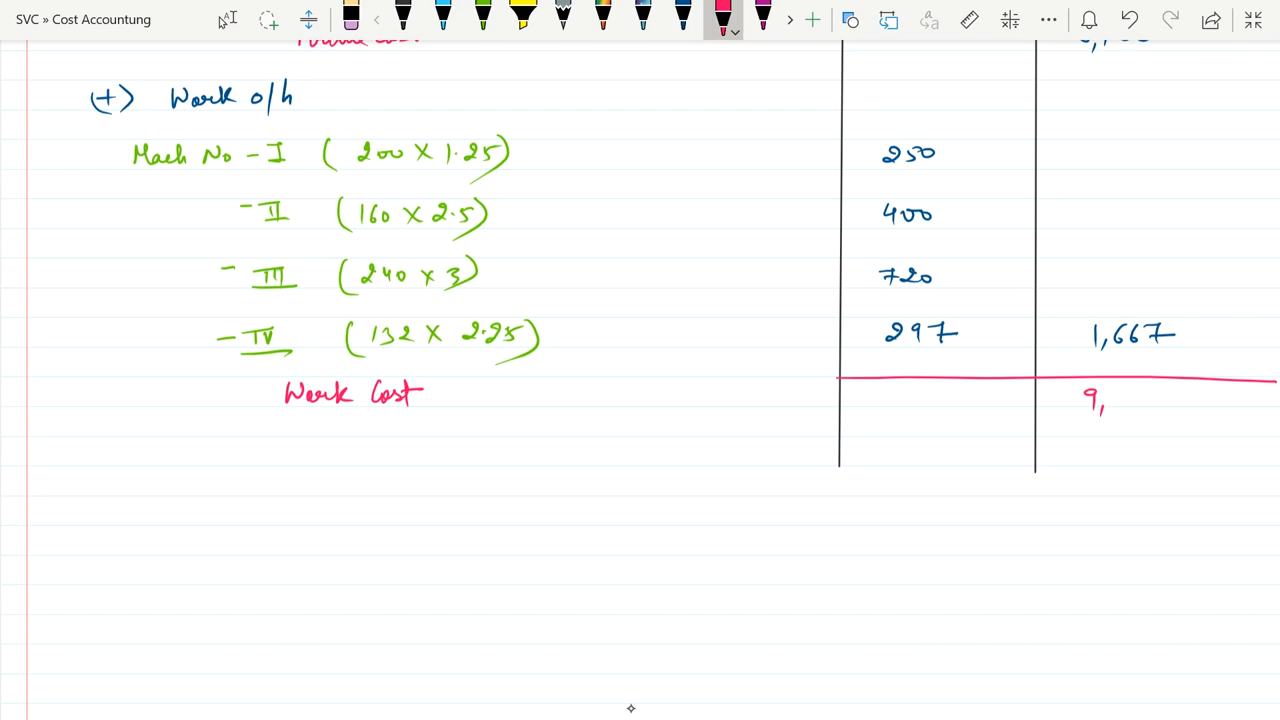 SVC » Cost Accountung
(+) Work o/h
Mach No - I ( 200 X 1.25) 250
- II (160 X 2.5) 400
- III (240 x 3) 720
- IV (132 X 2.25) 297 1,667
Work Cost 9,